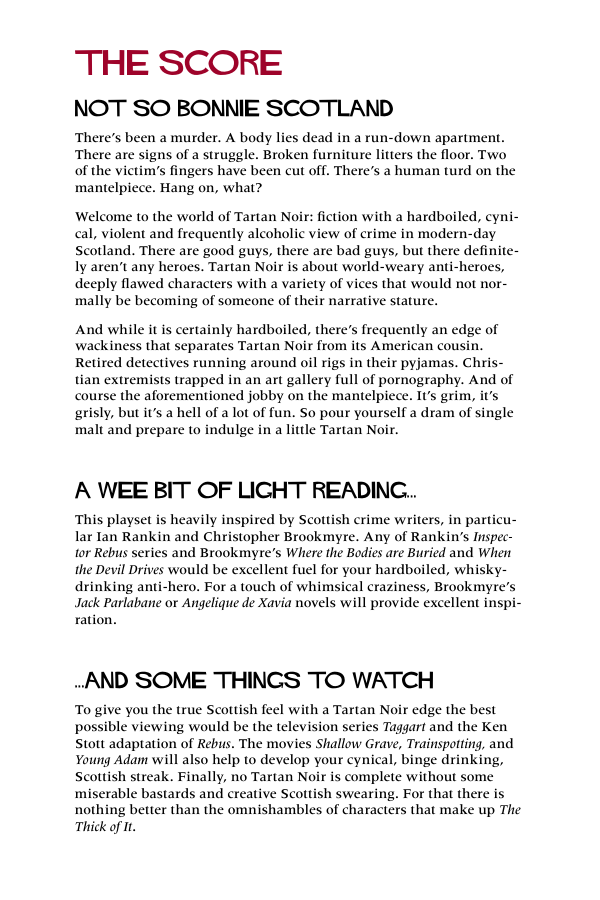 THE SCORE
NOT SO BONNIE SCOTLAND
There’s been a murder. A body lies dead in a run-down apartment.
There are signs of a struggle. Broken furniture litters the floor. Two
of the victim’s fingers have been cut off. There’s a human turd on the
mantelpiece. Hang on, what?
Welcome to the world of Tartan Noir: fiction with a hardboiled, cyni-
cal, violent and frequently alcoholic view of crime in modern-day
Scotland. There are good guys, there are bad guys, but there definite-
ly aren’t any heroes. Tartan Noir is about world-weary anti-heroes,
deeply flawed characters with a variety of vices that would not nor-
mally be becoming of someone of their narrative stature.
And while it is certainly hardboiled, there’s frequently an edge of
wackiness that separates Tartan Noir from its American cousin.
Retired detectives running around oil rigs in their pyjamas. Chris-
tian extremists trapped in an art gallery full of pornography. And of
course the aforementioned jobby on the mantelpiece. It’s grim, it’s
grisly, but it’s a hell of a lot of fun. So pour yourself a dram of single
malt and prepare to indulge in a little Tartan Noir.
A WEE BIT OF LIGHT READING...
This playset is heavily inspired by Scottish crime writers, in particu-
lar Ian Rankin and Christopher Brookmyre. Any of Rankin’s Inspec-
tor Rebus series and Brookmyre’s Where the Bodies are Buried and When
the Devil Drives would be excellent fuel for your hardboiled, whisky-
drinking anti-hero. For a touch of whimsical craziness, Brookmyre’s
Jack Parlabane or Angelique de Xavia novels will provide excellent inspi-
ration.
...AND SOME THINGS TO WATCH
To give you the true Scottish feel with a Tartan Noir edge the best
possible viewing would be the television series Taggart and the Ken
Stott adaptation of Rebus. The movies Shallow Grave, Trainspotting, and
Young Adam will also help to develop your cynical, binge drinking,
Scottish streak. Finally, no Tartan Noir is complete without some
miserable bastards and creative Scottish swearing. For that there is
nothing better than the omnishambles of characters that make up The
Thick of It.